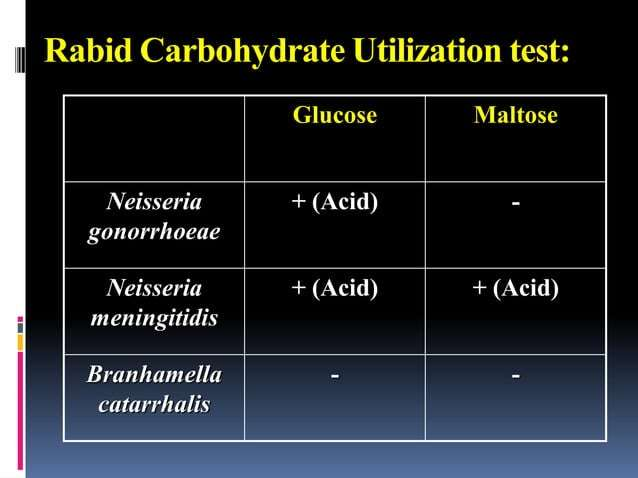 Rabid Carbohydrate Utilization test:
Glucose Maltose
Neisseria
gonorrhoeae
+ (Acid) -
Neisseria
meningitidis
+ (Acid) + (Acid)
Branhamella
catarrhalis
- -